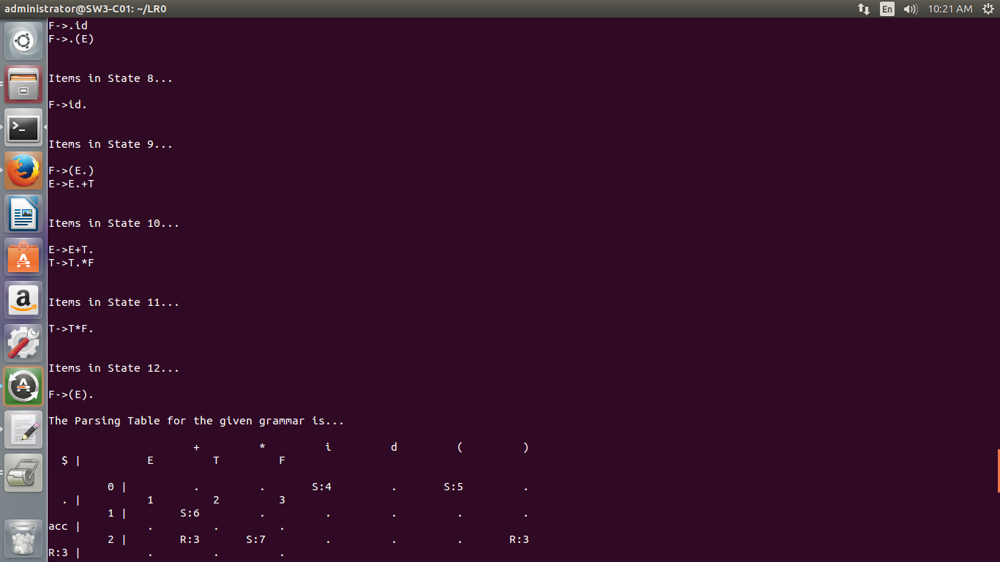 administrator@SW3-C01: ~/LR0
En
10:21 AM
F->.id
F->.(E)
Items in State 8...
F->id.
Items in State 9...
F->(E.)
E->E.+T
Items in State 10...
E->E+T.
T->T.*F
Items in State 11...
T->T*F.
Items in State 12...
F->(E).
The Parsing Table for the given grammar is...
+ * i d ( )
$ | E T F
0 | . . S:4 . S:5 .
. | 1 2 3
1 | S:6 . . . . .
acc | . . .
2 | R:3 S:7 . . . R:3
R:3 | . . .